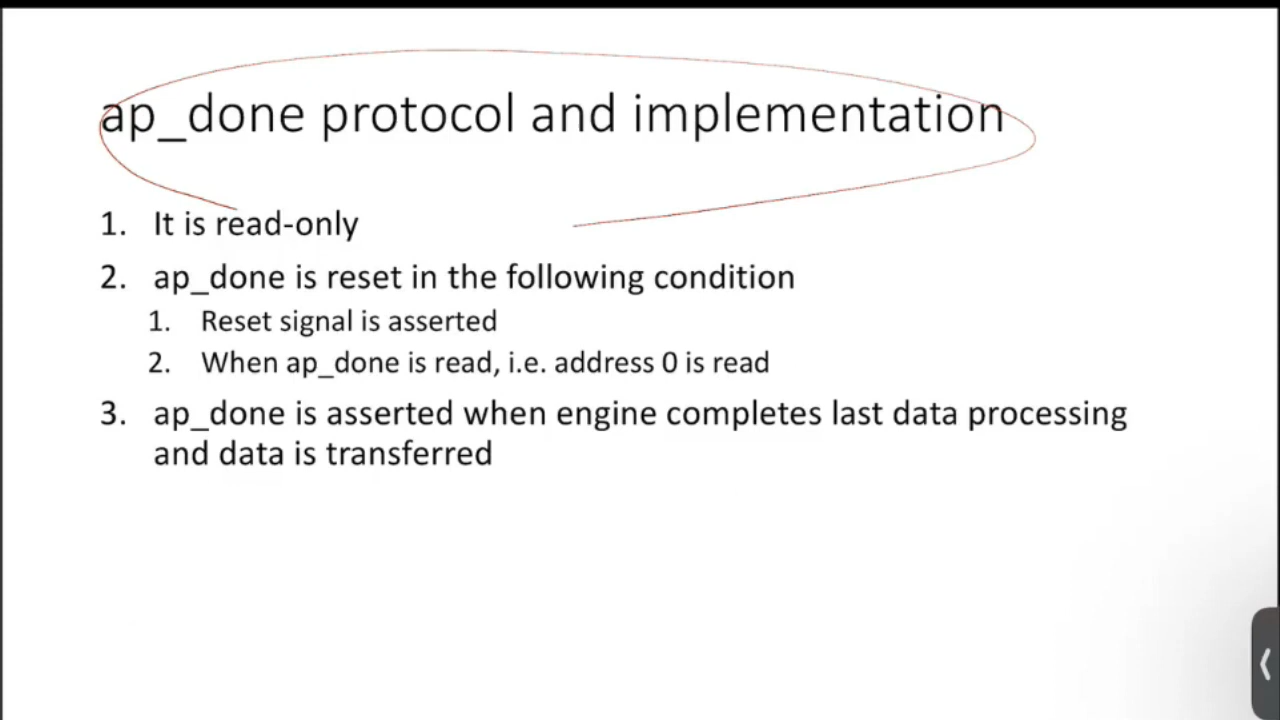 ap_done protocol and implementation
1. It is read-only
2. ap_done is reset in the following condition
1. Reset signal is asserted
2. When ap_done is read, i.e. address 0 is read
3. ap_done is asserted when engine completes last data processing
and data is transferred